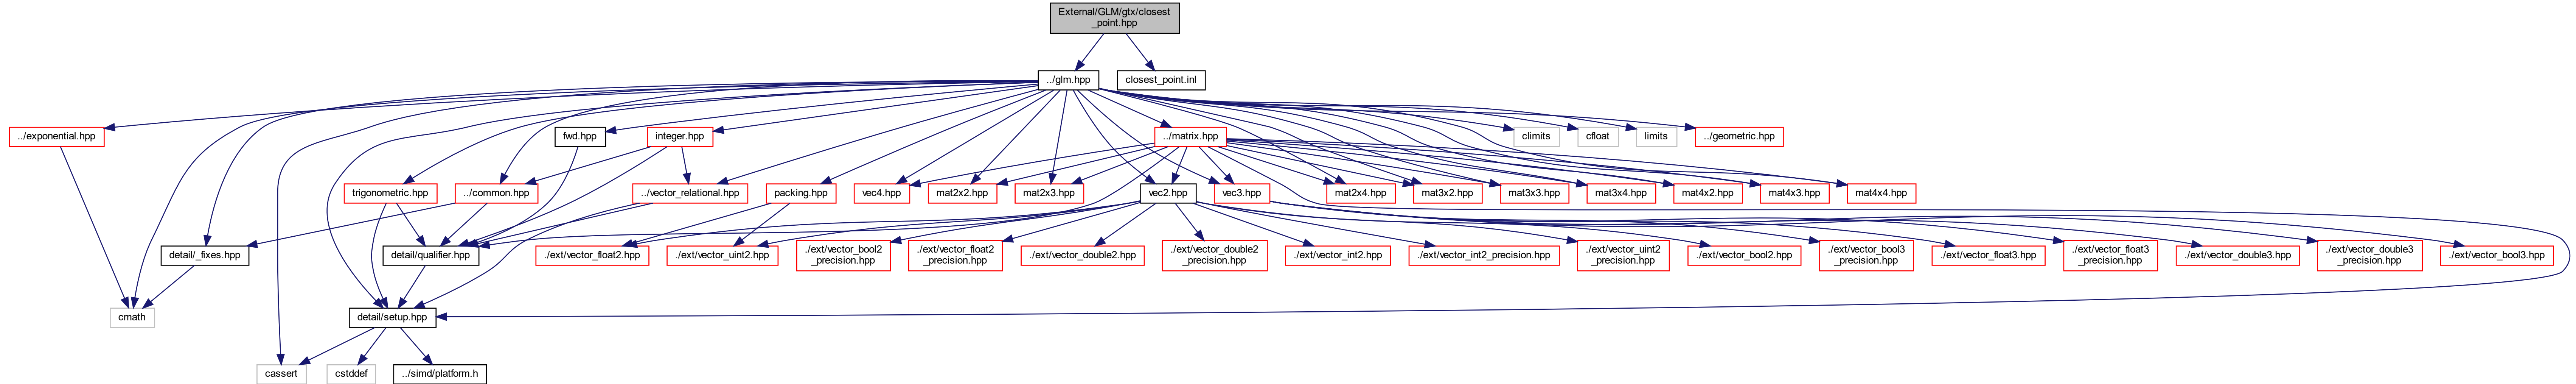 External/GLM/gtx/closest
_point.hpp
../glm.hpp
closest_point.inl
../exponential.hpp
fwd.hpp
integer.hpp
../matrix.hpp
climits
cfloat
limits
../geometric.hpp
trigonometric.hpp
../common.hpp
../vector_relational.hpp
packing.hpp
vec4.hpp
mat2x2.hpp
mat2x3.hpp
vec2.hpp
vec3.hpp
mat2x4.hpp
mat3x2.hpp
mat3x3.hpp
mat3x4.hpp
mat4x2.hpp
mat4x3.hpp
mat4x4.hpp
detail/_fixes.hpp
detail/qualifier.hpp
./ext/vector_float2.hpp
./ext/vector_uint2.hpp
./ext/vector_bool2
_precision.hpp
./ext/vector_float2
_precision.hpp
./ext/vector_double2.hpp
./ext/vector_double2
_precision.hpp
./ext/vector_int2.hpp
./ext/vector_int2_precision.hpp
./ext/vector_uint2
_precision.hpp
./ext/vector_bool2.hpp
./ext/vector_bool3
_precision.hpp
./ext/vector_float3.hpp
./ext/vector_float3
_precision.hpp
./ext/vector_double3.hpp
./ext/vector_double3
_precision.hpp
./ext/vector_bool3.hpp
cmath
detail/setup.hpp
cassert
cstddef
../simd/platform.h